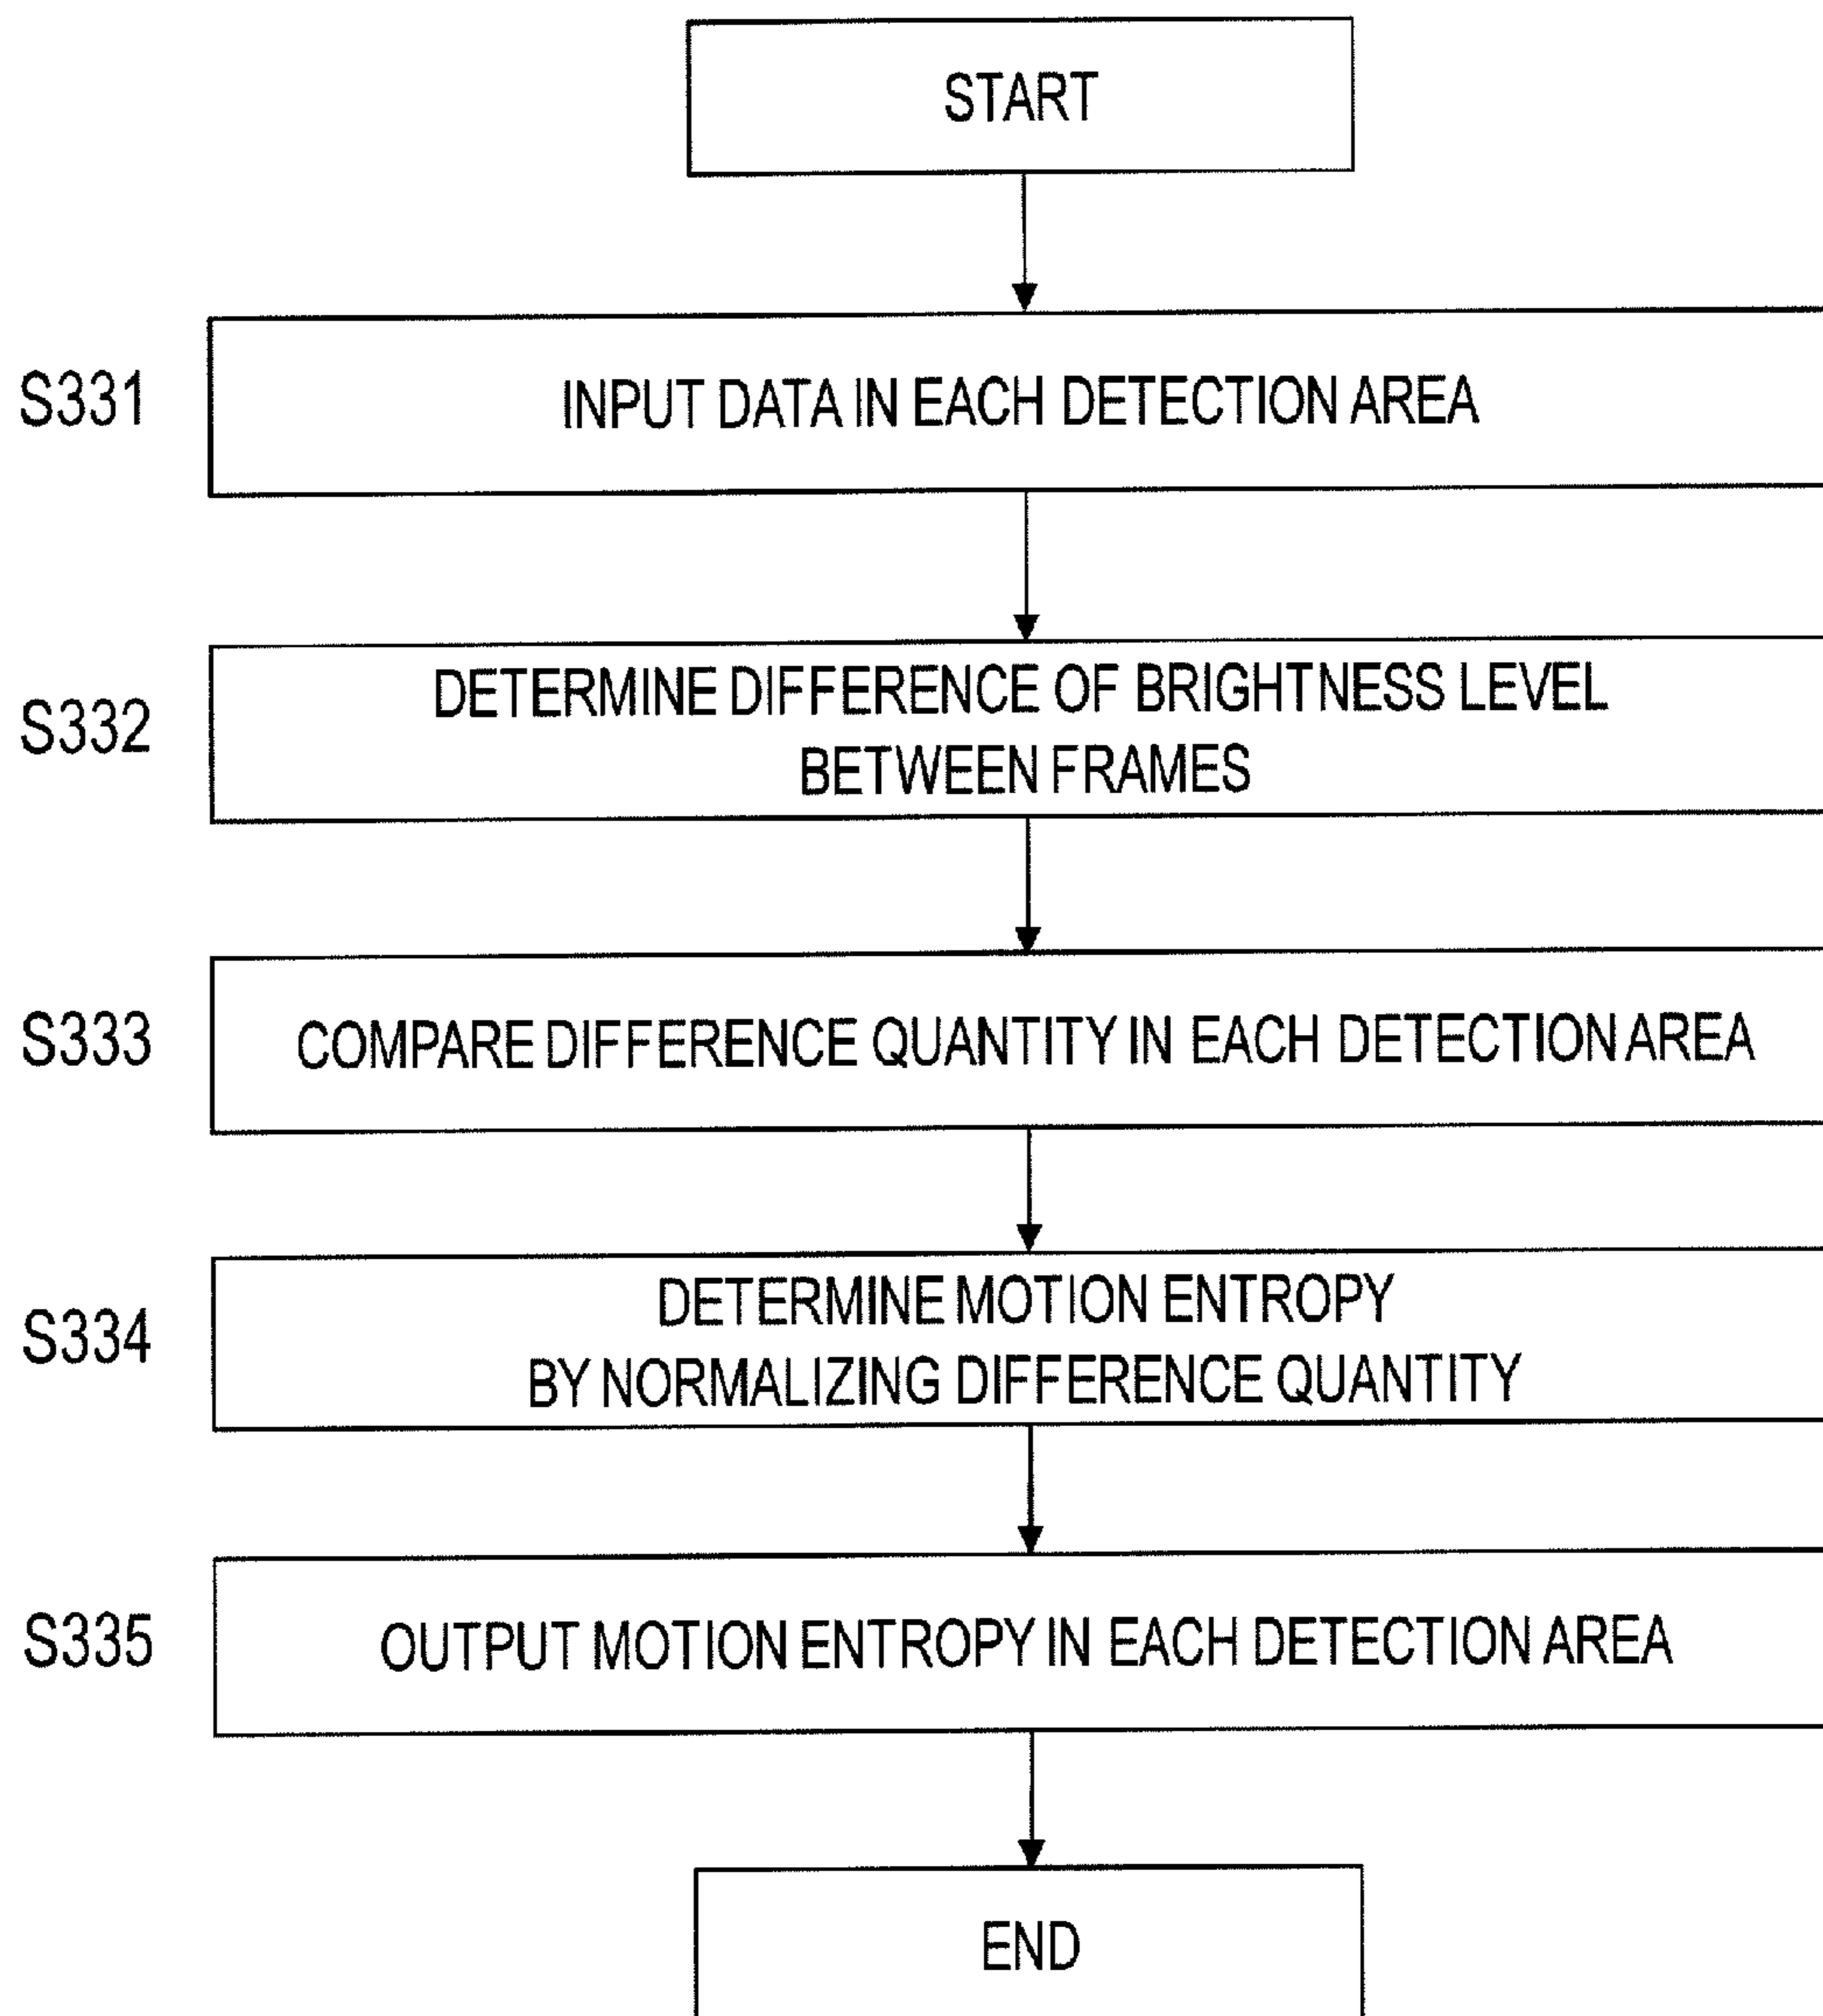 START
S331
INPUT DATA IN EACH DETECTION AREA
S332
DETERMINE DIFFERENCE OF BRIGHTNESS LEVEL
BETWEEN FRAMES
S333
COMPARE DIFFERENCE QUANTITY IN EACH DETECTION AREA
S334
DETERMINE MOTION ENTROPY
BY NORMALIZING DIFFERENCE QUANTITY
S335
OUTPUT MOTION ENTROPY IN EACH DETECTION AREA
END